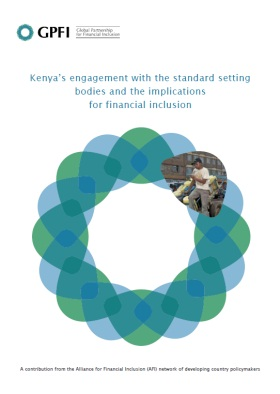 GPFI
Global Partnership
for Financial Inclusion
Kenya's engagement with the standard setting
bodies and the implications
for financial inclusion
A contribution from the Alliance for Financial Inclusion (AFI) network of developing country policymakers